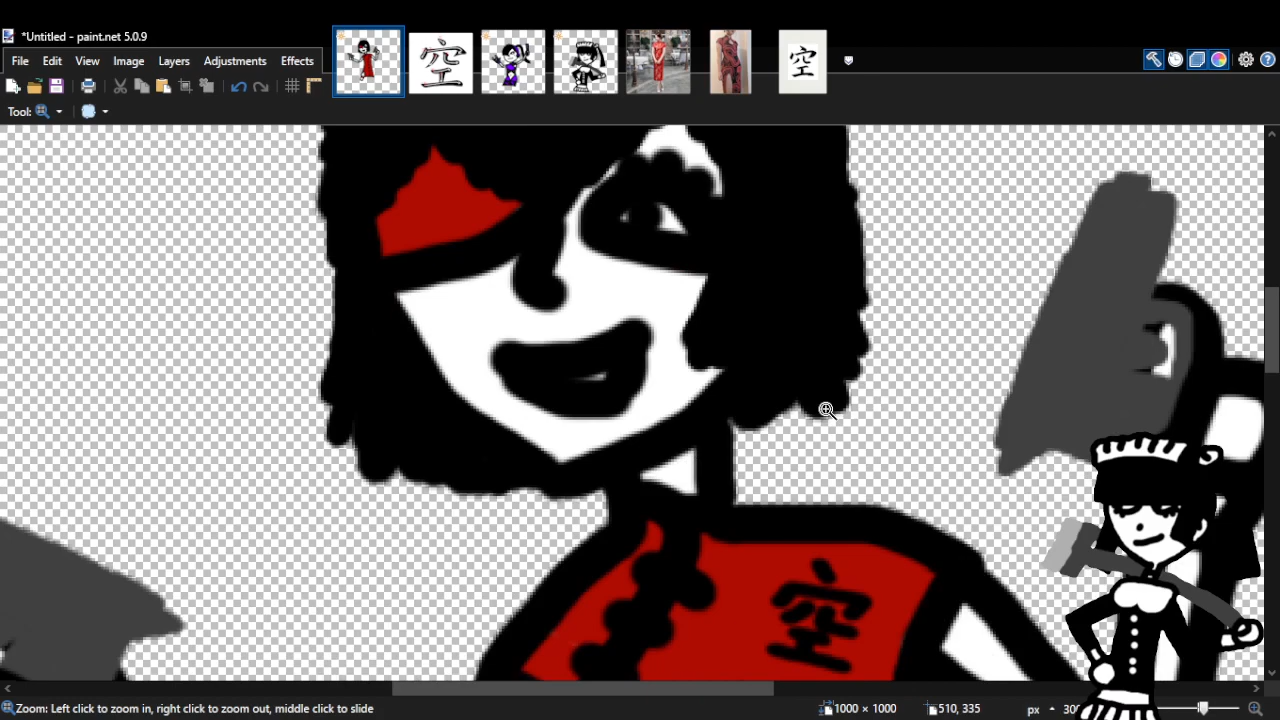 *Untitled - paint.net 5.0.9
File Edit View Image Layers Adjustments Effects
空
空
Tool:
空
Zoom: Left click to zoom in, right click to zoom out, middle click to slide
1000 × 1000
510, 335
px